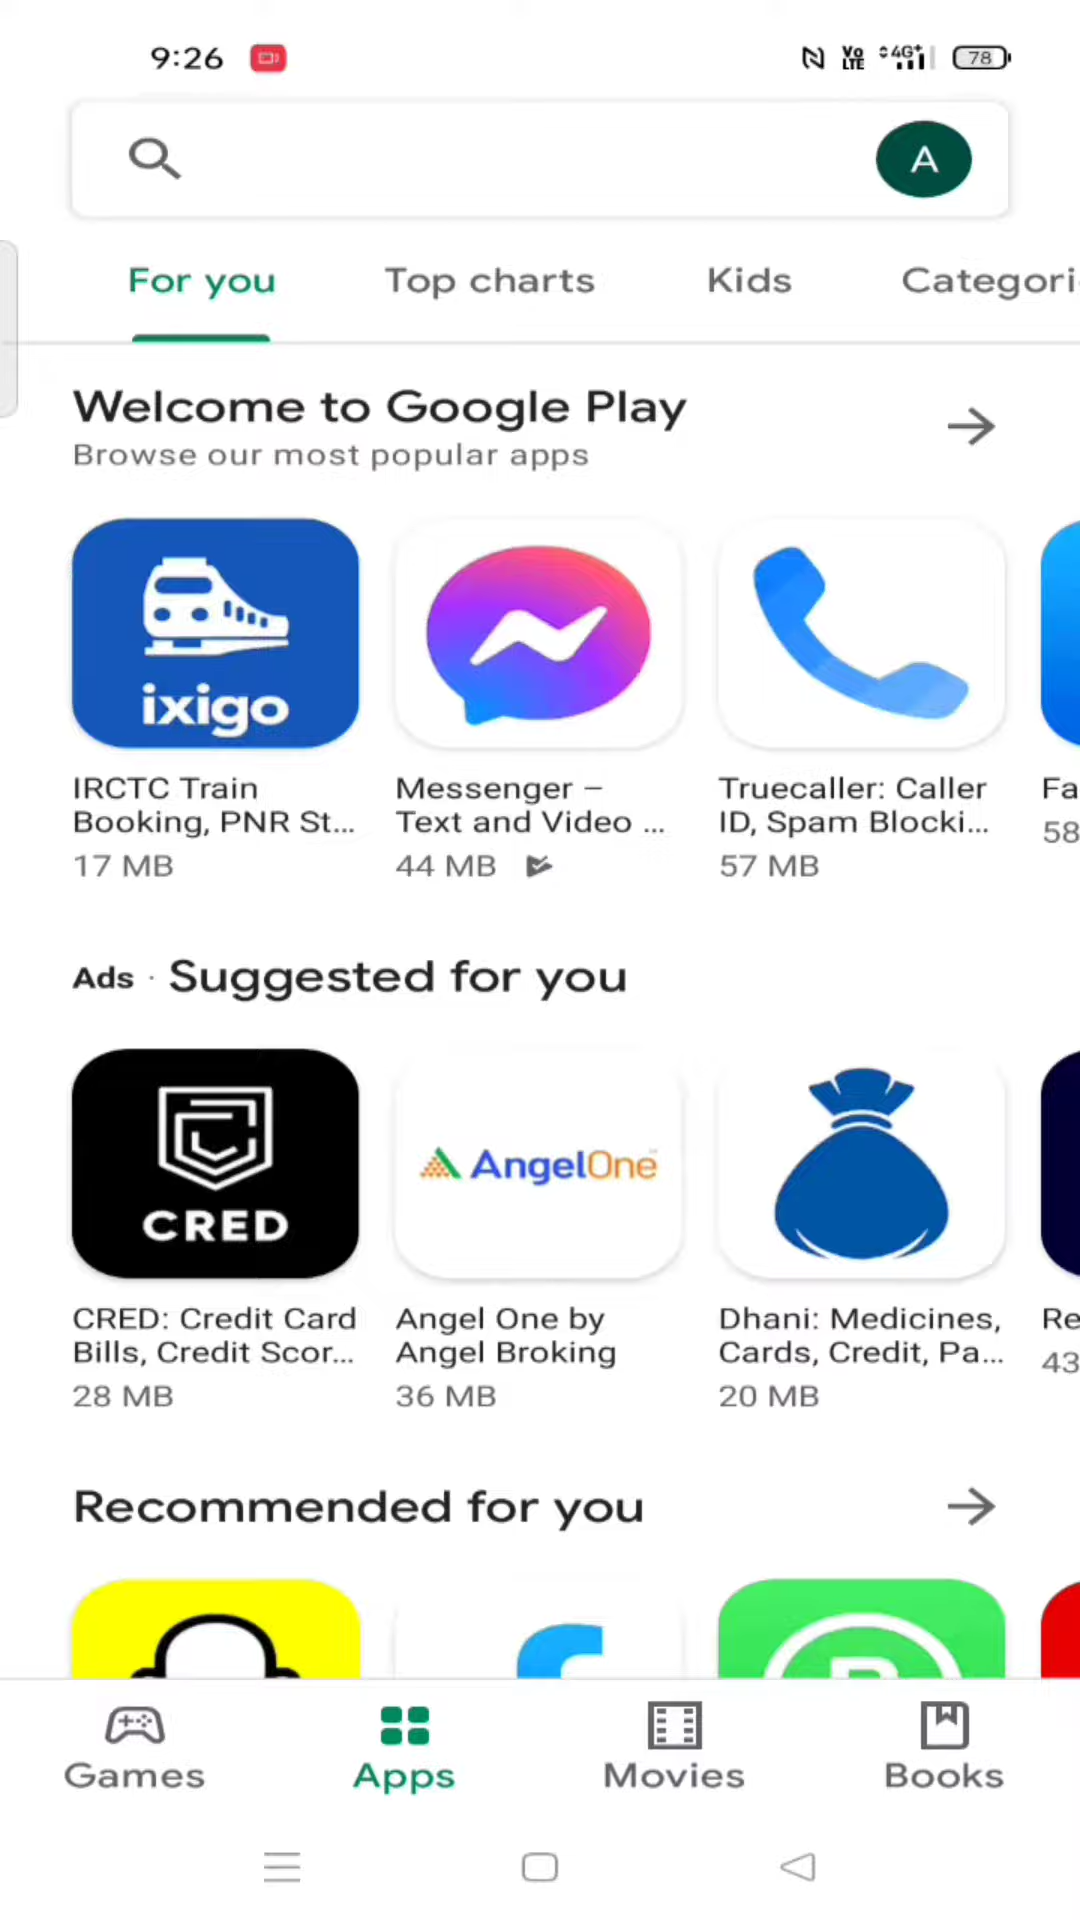 9:26
Vo LTE 4G+ 78
A
For you Top charts Kids Categori
Welcome to Google Play
Browse our most popular apps
ixigo
IRCTC Train Messenger – Truecaller: Caller Fa
Booking, PNR St... Text and Video ... ID, Spam Blocki... 58
17 MB 44 MB 57 MB
Ads · Suggested for you
CRED AngelOne
CRED: Credit Card Angel One by Dhani: Medicines, Re
Bills, Credit Scor... Angel Broking Cards, Credit, Pa... 43
28 MB 36 MB 20 MB
Recommended for you
Games Apps Movies Books